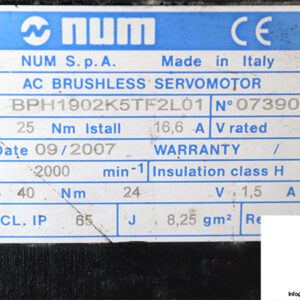 num CE
NUM S.p.A. Made in Italy
AC BRUSHLESS SERVOMOTOR
BPH1902K5TF2L01 N° 07390
25 Nm Istall 16,6 A V rated
Date 09/2007 WARRANTY /
2000 min-1 Insulation class H
40 Nm 24 V 1,5 A
CL. IP 65 J 8,25 gm² Re